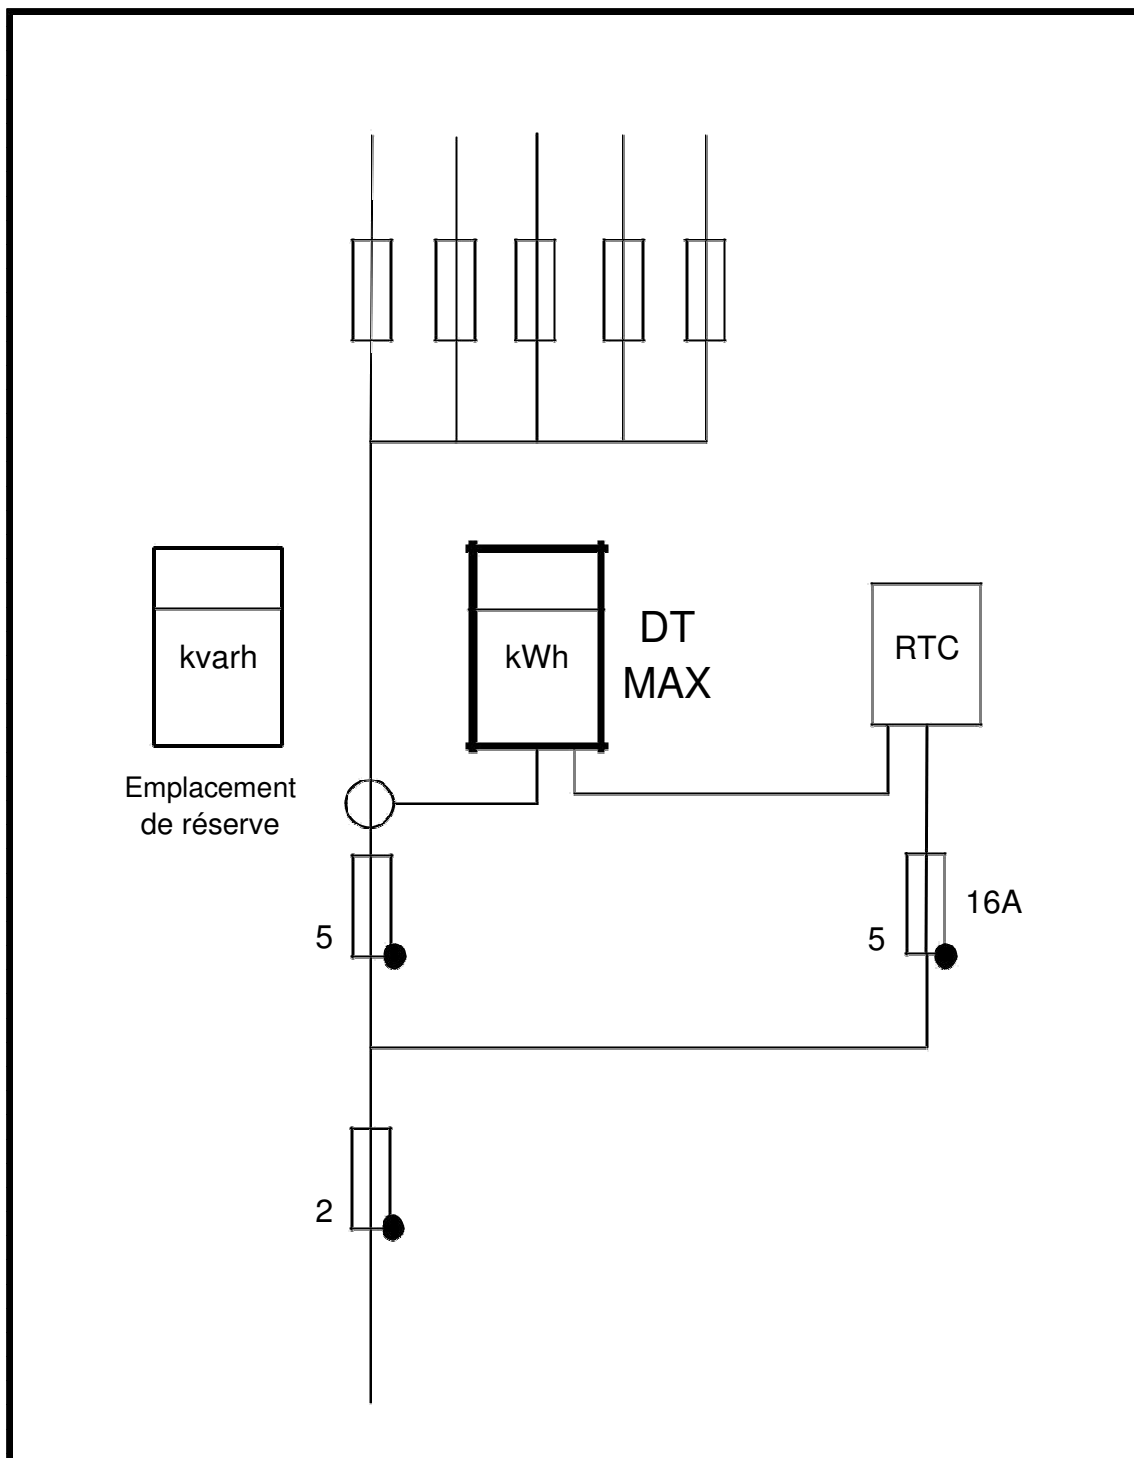 kvarh
Emplacement
de réserve
kWh
DT
MAX
RTC
5
5
16A
2